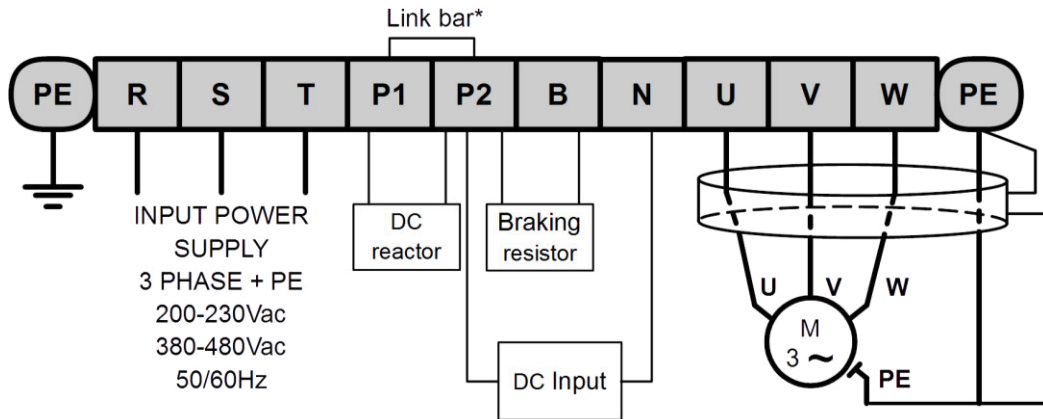 Link bar*
PE R S T P1 P2 B N U V W PE
INPUT POWER
SUPPLY
3 PHASE + PE
200-230Vac
380-480Vac
50/60Hz
DC
reactor
Braking
resistor
DC Input
U V W
M
3 ~
PE